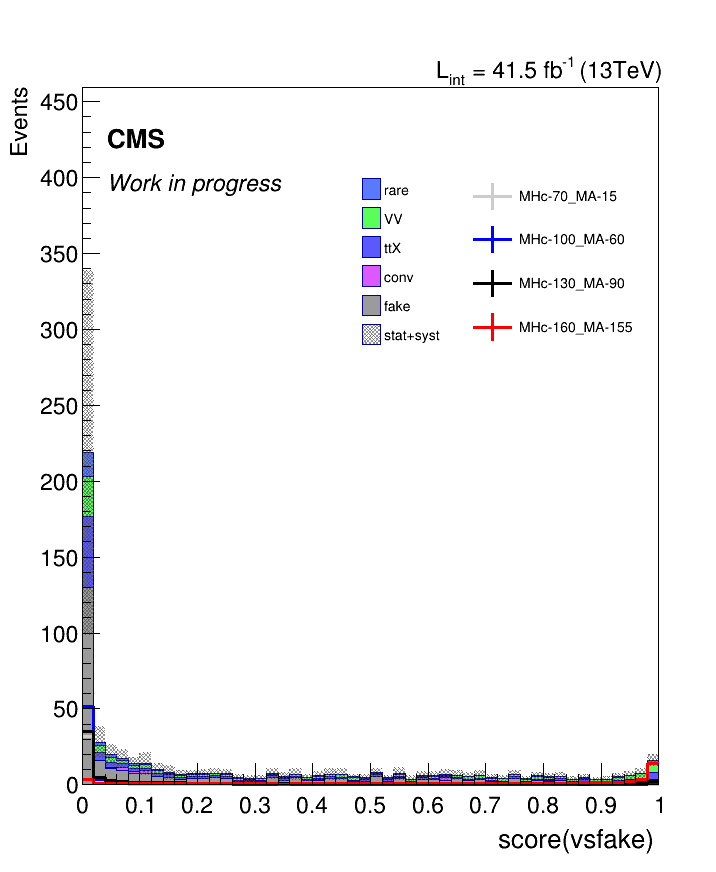 L_int = 41.5 fb^-1 (13TeV)
Events
CMS
Work in progress
rare
VV
ttX
conv
fake
stat+syst
MHc-70_MA-15
MHc-100_MA-60
MHc-130_MA-90
MHc-160_MA-155
450
400
350
300
250
200
150
100
50
0
0 0.1 0.2 0.3 0.4 0.5 0.6 0.7 0.8 0.9 1
score(vsfake)